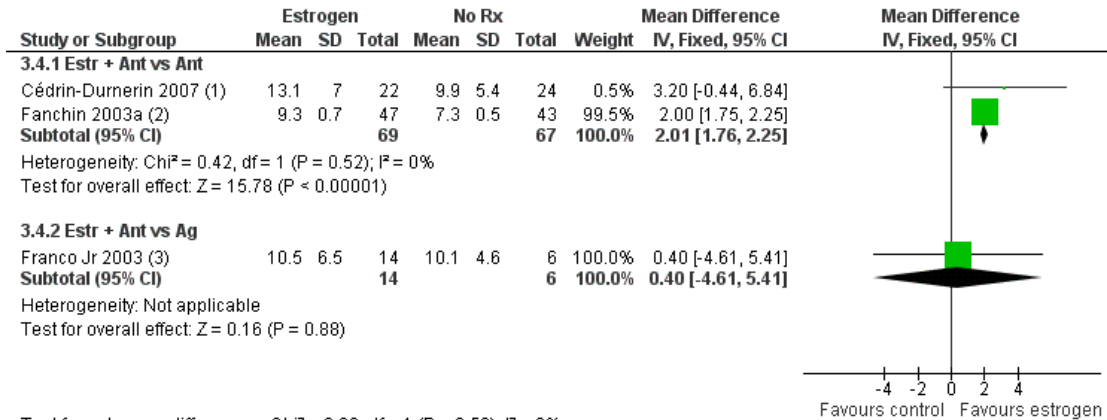 Estrogen No Rx Mean Difference Mean Difference
Study or Subgroup Mean SD Total Mean SD Total Weight IV, Fixed, 95% CI IV, Fixed, 95% CI
3.4.1 Estr + Ant vs Ant
Cédrin-Durnerin 2007 (1) 13.1 7 22 9.9 5.4 24 0.5% 3.20 [-0.44, 6.84]
Fanchin 2003a (2) 9.3 0.7 47 7.3 0.5 43 99.5% 2.00 [1.75, 2.25]
Subtotal (95% CI) 69 67 100.0% 2.01 [1.76, 2.25]
Heterogeneity: Chi² = 0.42, df = 1 (P = 0.52); I² = 0%
Test for overall effect: Z = 15.78 (P < 0.00001)
3.4.2 Estr + Ant vs Ag
Franco Jr 2003 (3) 10.5 6.5 14 10.1 4.6 6 100.0% 0.40 [-4.61, 5.41]
Subtotal (95% CI) 14 6 100.0% 0.40 [-4.61, 5.41]
Heterogeneity: Not applicable
Test for overall effect: Z = 0.16 (P = 0.88)
-4 -2 0 2 4
Favours control Favours estrogen